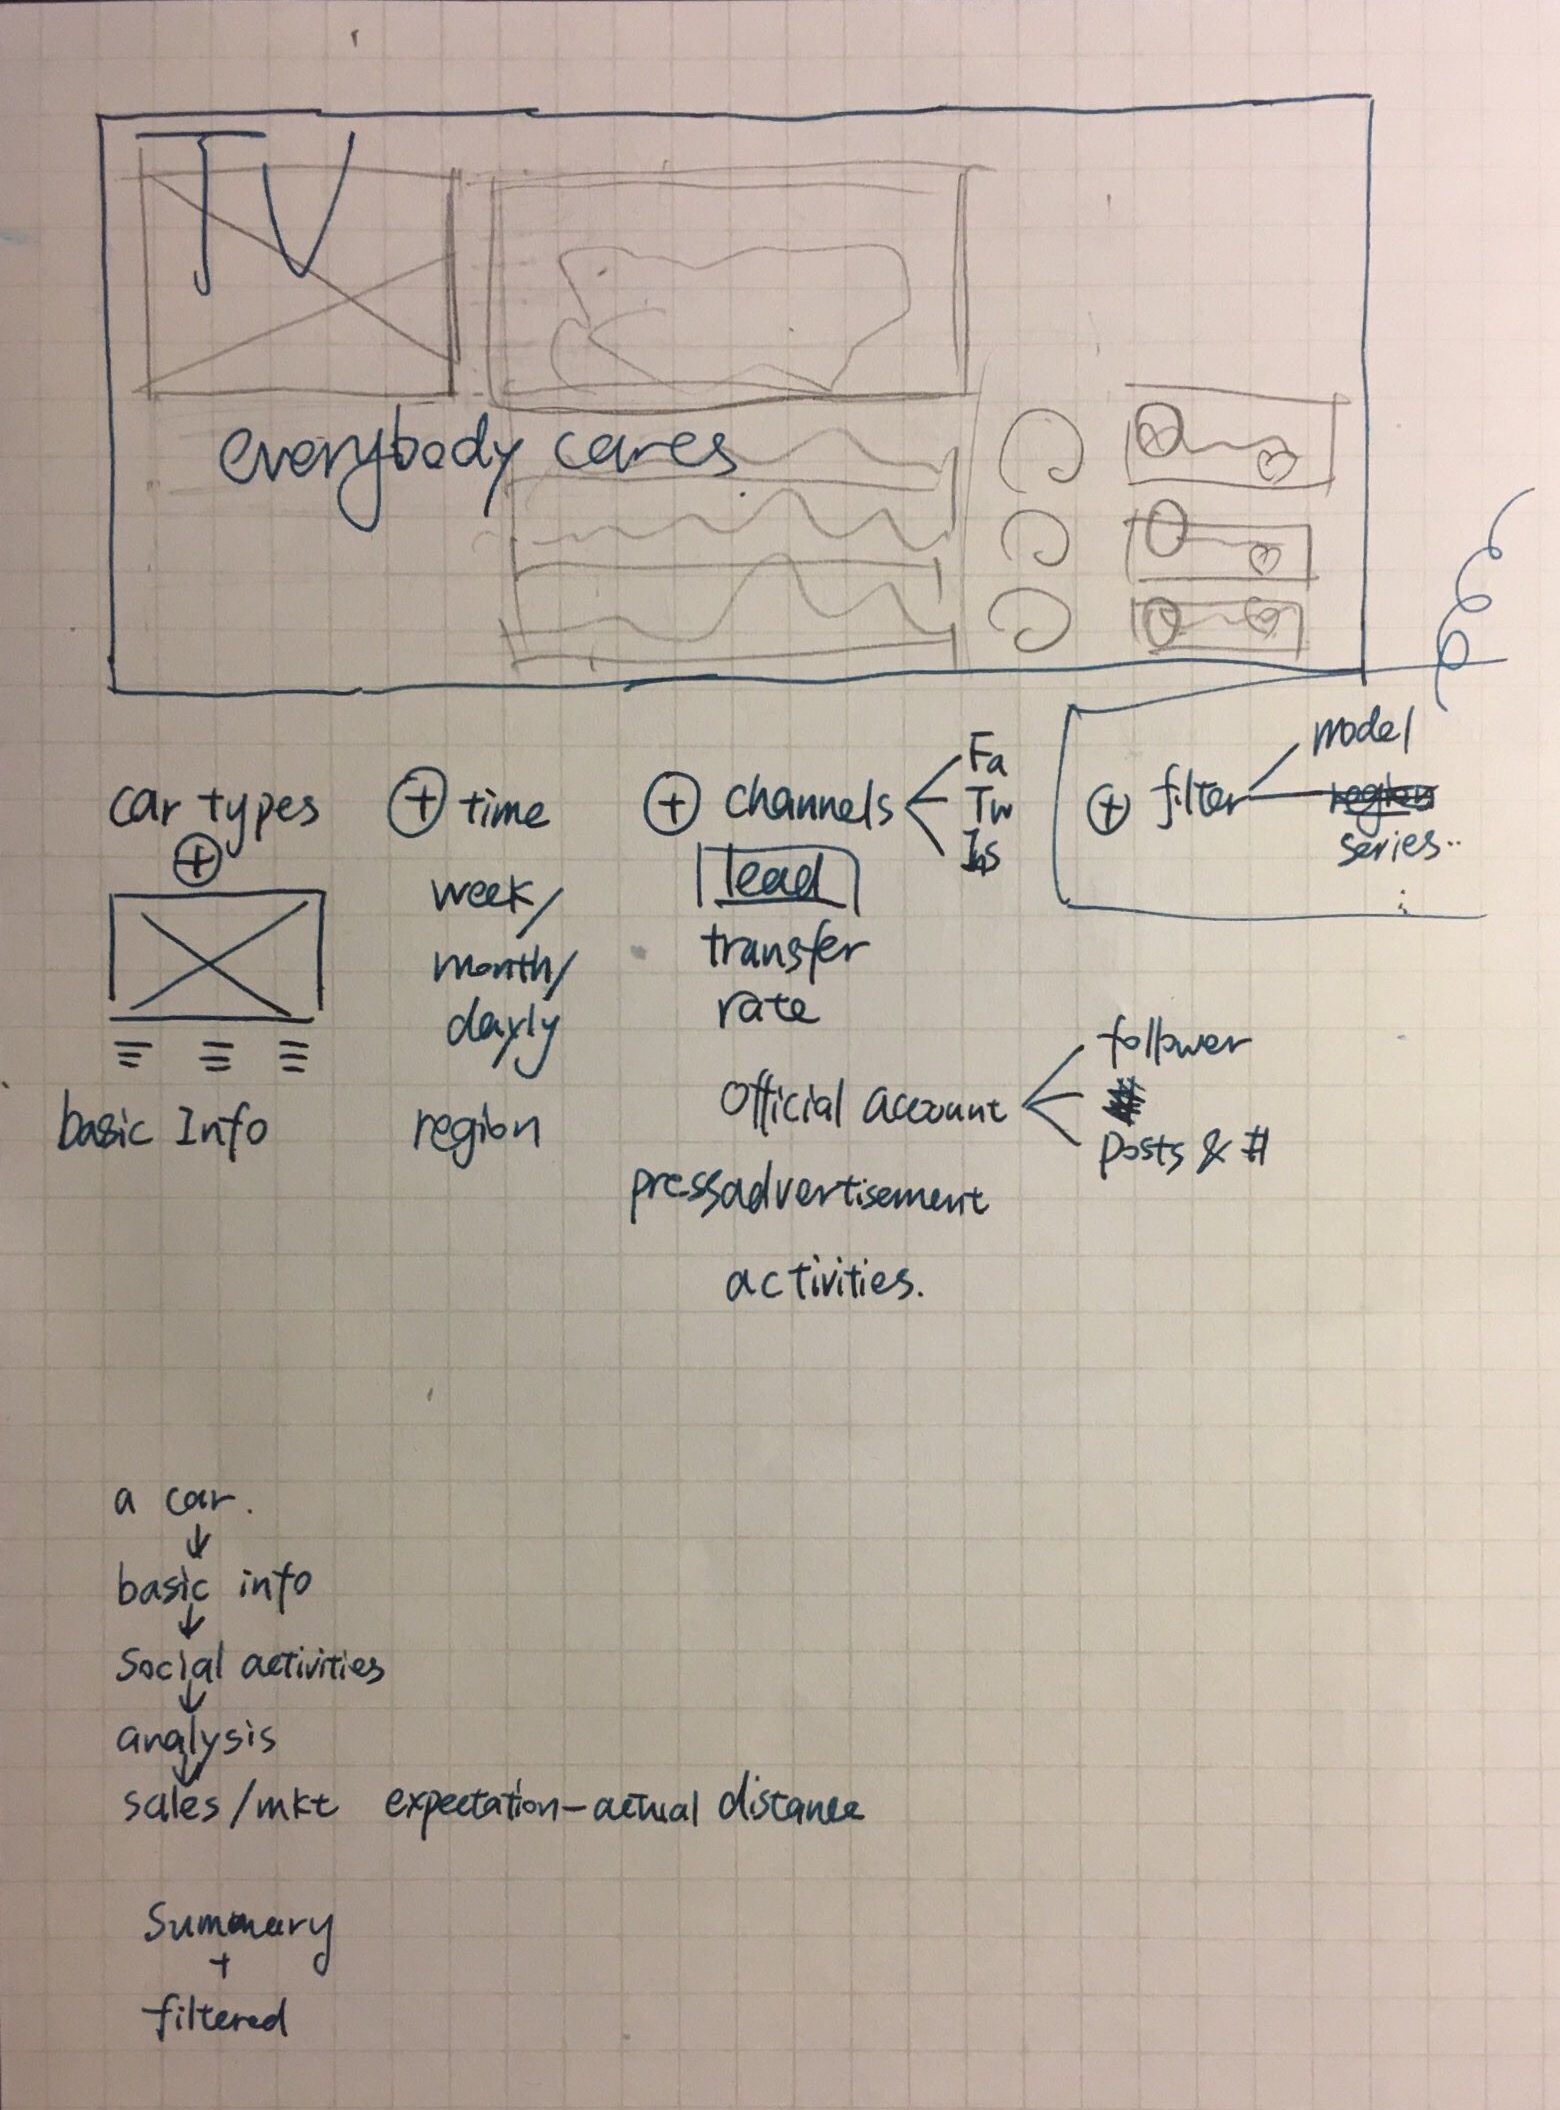 TV
everybody cares
car types
+
basic Info
+ time
week/
month/
dayly
region
+ channels
Fa
Tw
Ins
lead
transfer
rate
official account
follower
posts & #
pressadvertisement
activities.
+ filter
model
region
series..
a car.
↓
basic info
↓
social activities
↓
analysis
↓
sales/mkt expectation-actual distance
Summary
+
filtered